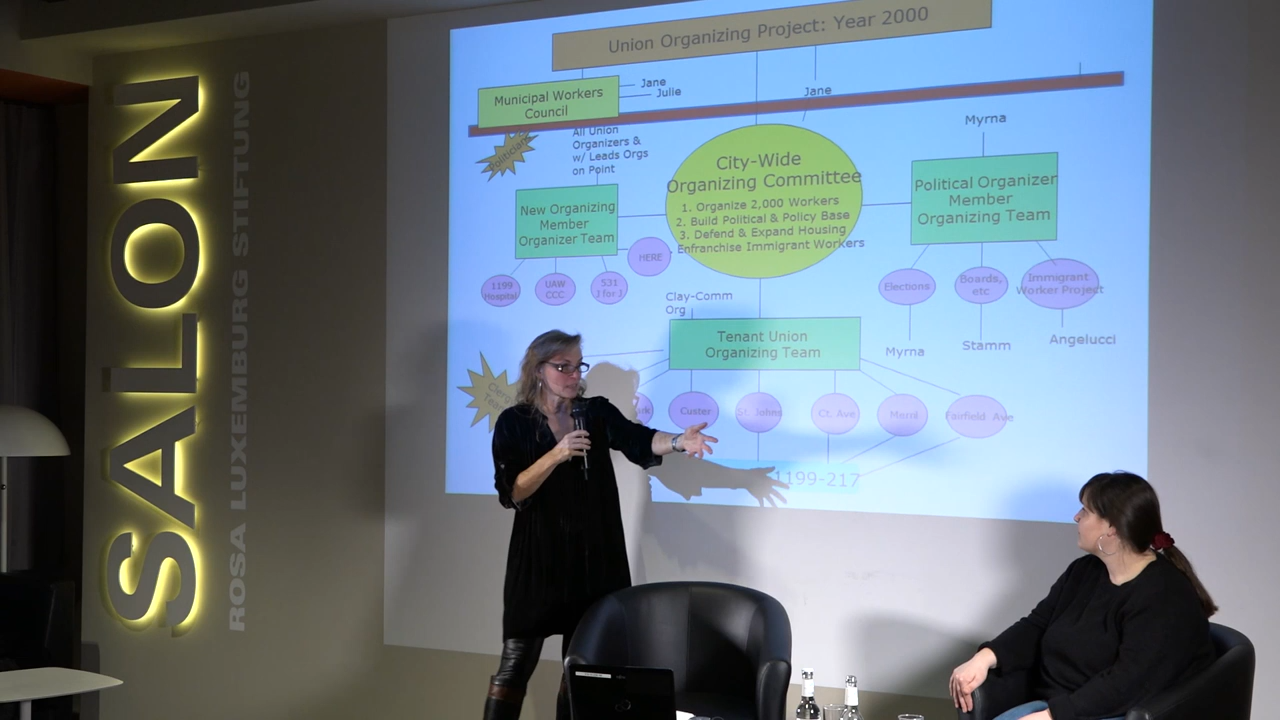 SALON
ROSA LUXEMBURG STIFTUNG
Union Organizing Project: Year 2000
Municipal Workers
Council
Jane
Julie
Jane
All Union
Organizers &
w/ Leads Orgs
on Point
Myrna
City-Wide
Organizing Committee
1. Organize 2,000 Workers
2. Build Political & Policy Base
3. Defend & Expand Housing
Enfranchise Immigrant Workers
New Organizing
Member
Organizer Team
Political Organizer
Member
Organizing Team
HERE
1199
Hospital
UAW
CCC
531
J for J
Elections
Boards,
etc
Immigrant
Worker Project
Myrna
Stamm
Angelucci
Clay-Comm
Org
Tenant Union
Organizing Team
Custer
St. Johns
Ct. Ave
Merril
Fairfield Ave
1199-217